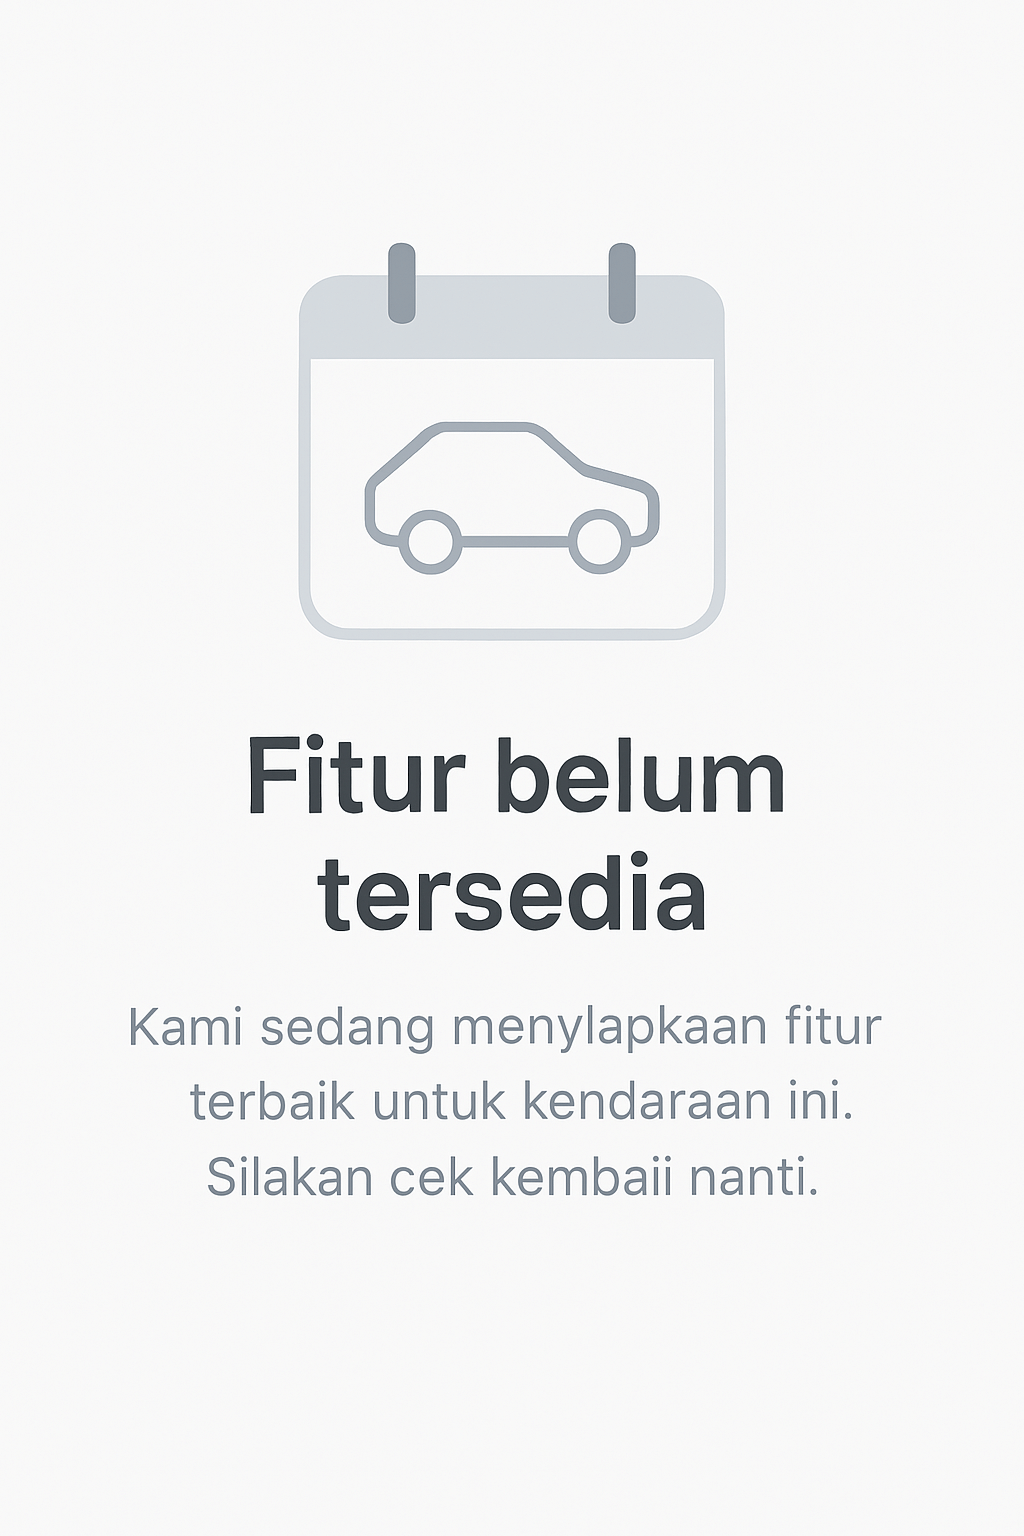 Fitur belum
tersedia
Kami sedang menylapkaan fitur
terbaik untuk kendaraan ini.
Silakan cek kembaii nanti.